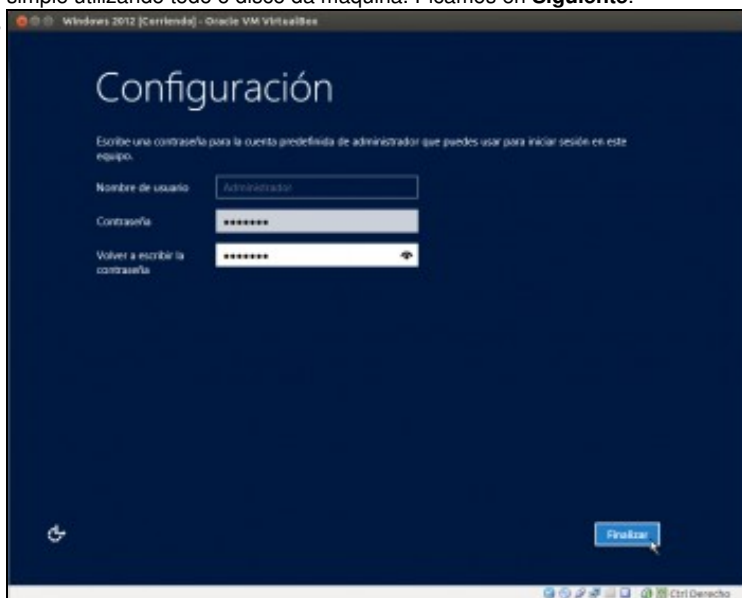 simple utilizando todo o disco da máquina. Picamos en Siguiente.
Windows 2012 [Corriendo] - Oracle VM VirtualBox
Configuración
Escribe una contraseña para la cuenta predefinida de administrador que puedes usar para iniciar sesión en este
equipo.
Nombre de usuario
Administrador
Contraseña
•••••••
Volver a escribir la
contraseña
•••••••
Finalizar
Ctrl Derecho